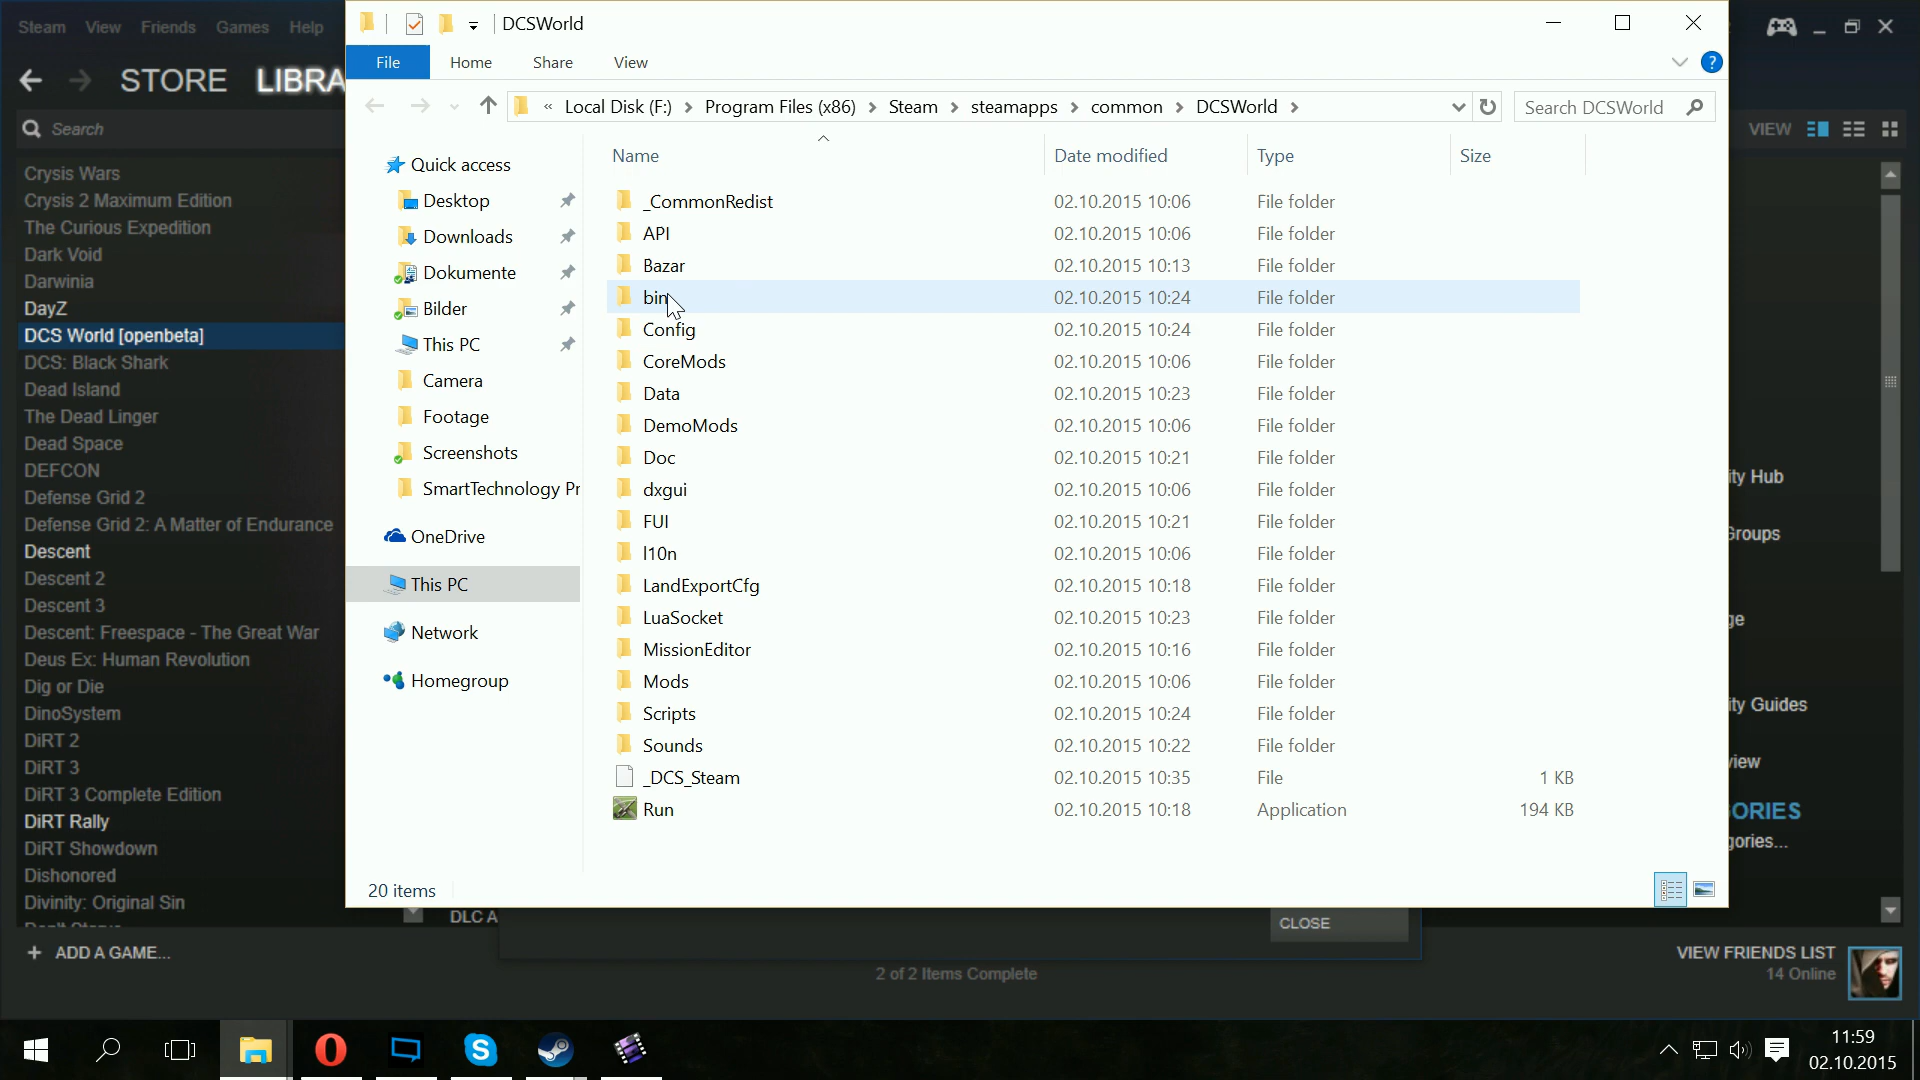 Steam View Friends Games Help
STORE LIBRA
Search
Crysis Wars
Crysis 2 Maximum Edition
The Curious Expedition
Dark Void
Darwinia
DayZ
DCS World [openbeta]
DCS: Black Shark
Dead Island
The Dead Linger
Dead Space
DEFCON
Defense Grid 2
Defense Grid 2: A Matter of Endurance
Descent
Descent 2
Descent 3
Descent: Freespace - The Great War
Deus Ex: Human Revolution
Dig or Die
DinoSystem
DiRT 2
DiRT 3
DiRT 3 Complete Edition
DiRT Rally
DiRT Showdown
Dishonored
Divinity: Original Sin
+ ADD A GAME...
DCSWorld
File Home Share View
?
« Local Disk (F:) > Program Files (x86) > Steam > steamapps > common > DCSWorld >
Search DCSWorld
Quick access
Desktop
Downloads
Dokumente
Bilder
This PC
Camera
Footage
Screenshots
SmartTechnology Pr
OneDrive
This PC
Network
Homegroup
Name Date modified Type Size
_CommonRedist 02.10.2015 10:06 File folder
API 02.10.2015 10:06 File folder
Bazar 02.10.2015 10:13 File folder
bin 02.10.2015 10:24 File folder
Config 02.10.2015 10:24 File folder
CoreMods 02.10.2015 10:06 File folder
Data 02.10.2015 10:23 File folder
DemoMods 02.10.2015 10:06 File folder
Doc 02.10.2015 10:21 File folder
dxgui 02.10.2015 10:06 File folder
FUI 02.10.2015 10:21 File folder
l10n 02.10.2015 10:06 File folder
LandExportCfg 02.10.2015 10:18 File folder
LuaSocket 02.10.2015 10:23 File folder
MissionEditor 02.10.2015 10:16 File folder
Mods 02.10.2015 10:06 File folder
Scripts 02.10.2015 10:24 File folder
Sounds 02.10.2015 10:22 File folder
_DCS_Steam 02.10.2015 10:35 File 1 KB
Run 02.10.2015 10:18 Application 194 KB
20 items
VIEW
ity Hub
Groups
ge
ity Guides
view
ORIES
gories...
DLC A
CLOSE
2 of 2 Items Complete
VIEW FRIENDS LIST
14 Online
11:59
02.10.2015